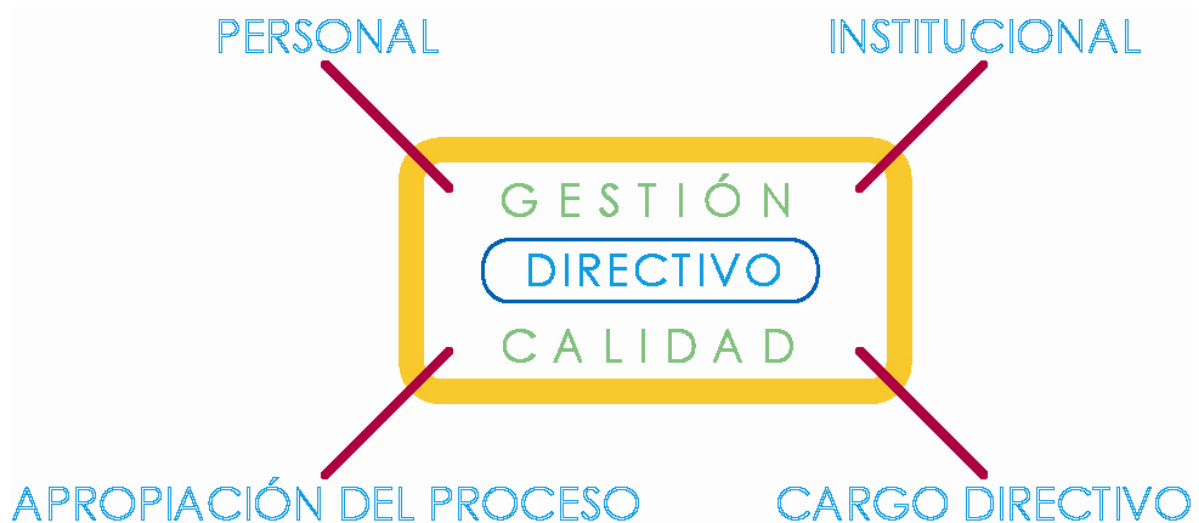 PERSONAL
INSTITUCIONAL
GESTIÓN
DIRECTIVO
CALIDAD
APROPIACIÓN DEL PROCESO
CARGO DIRECTIVO